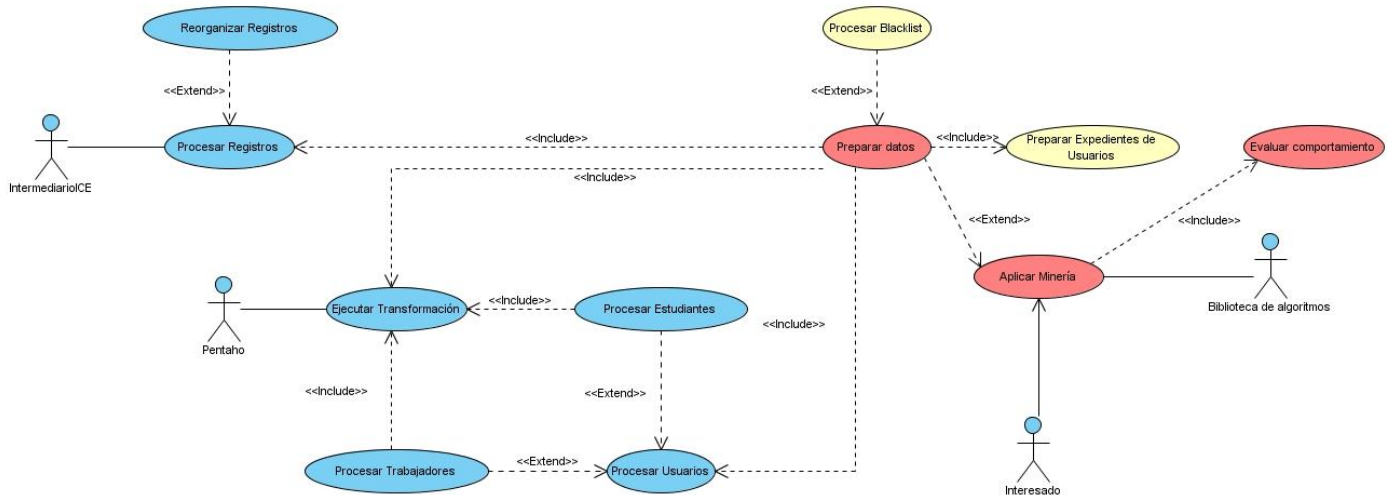 Reorganizar Registros
Procesar Blacklist
<<Extend>>
<<Extend>>
IntermediarioICE
Procesar Registros
<<Include>>
Preparar datos
<<Include>>
Preparar Expedientes de
Usuarios
Evaluar comportamiento
<<Include>>
<<Extend>>
<<Include>>
Aplicar Minería
Biblioteca de algoritmos
Pentaho
Ejecutar Transformación
<<Include>>
Procesar Estudiantes
<<Include>>
<<Include>>
<<Extend>>
Procesar Trabajadores
<<Extend>>
Procesar Usuarios
Interesado